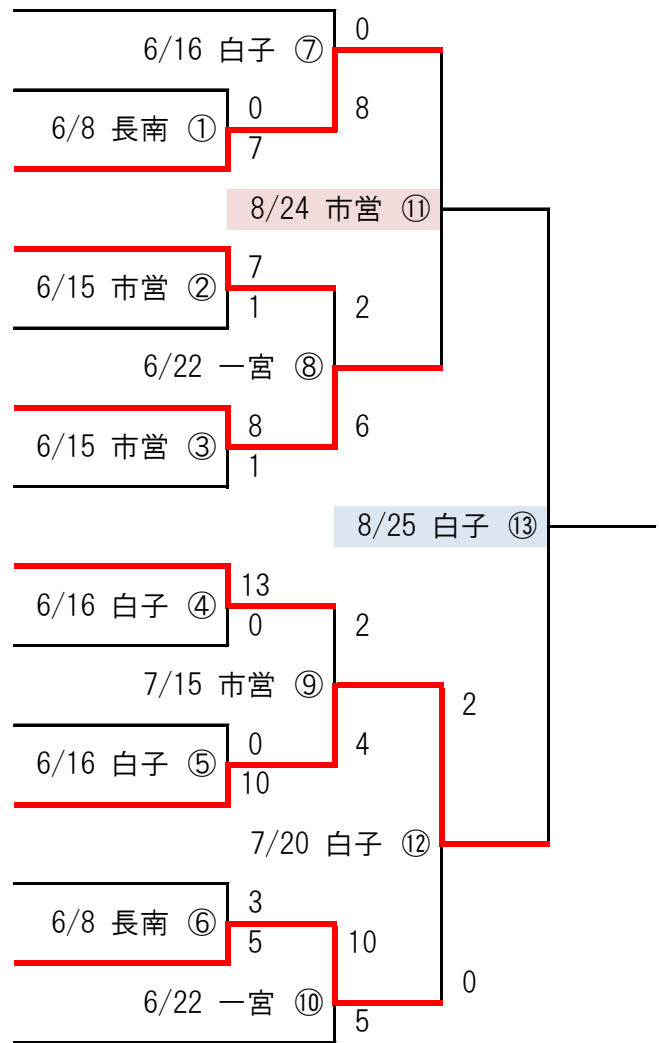 0
6/16 白子 ⑦
0
8
6/8 長南 ①
7
8/24 市営 ⑪
7
6/15 市営 ②
1
2
6/22 一宮 ⑧
8
6
6/15 市営 ③
1
8/25 白子 ⑬
13
6/16 白子 ④
0
2
7/15 市営 ⑨
2
0
4
6/16 白子 ⑤
10
7/20 白子 ⑫
3
6/8 長南 ⑥
5
10
0
6/22 一宮 ⑩
5